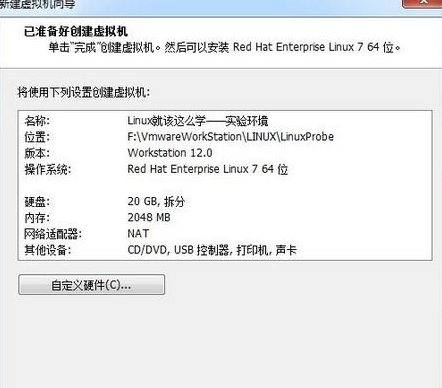 新建虚拟机向导
已准备好创建虚拟机
单击“完成”创建虚拟机。然后可以安装 Red Hat Enterprise Linux 7 64 位。
将使用下列设置创建虚拟机:
名称: Linux就该这么学——实验环境
位置: F:\VmwareWorkStation\LINUX\LinuxProbe
版本: Workstation 12.0
操作系统: Red Hat Enterprise Linux 7 64 位
硬盘: 20 GB, 拆分
内存: 2048 MB
网络适配器: NAT
其他设备: CD/DVD, USB 控制器, 打印机, 声卡
自定义硬件(C)...